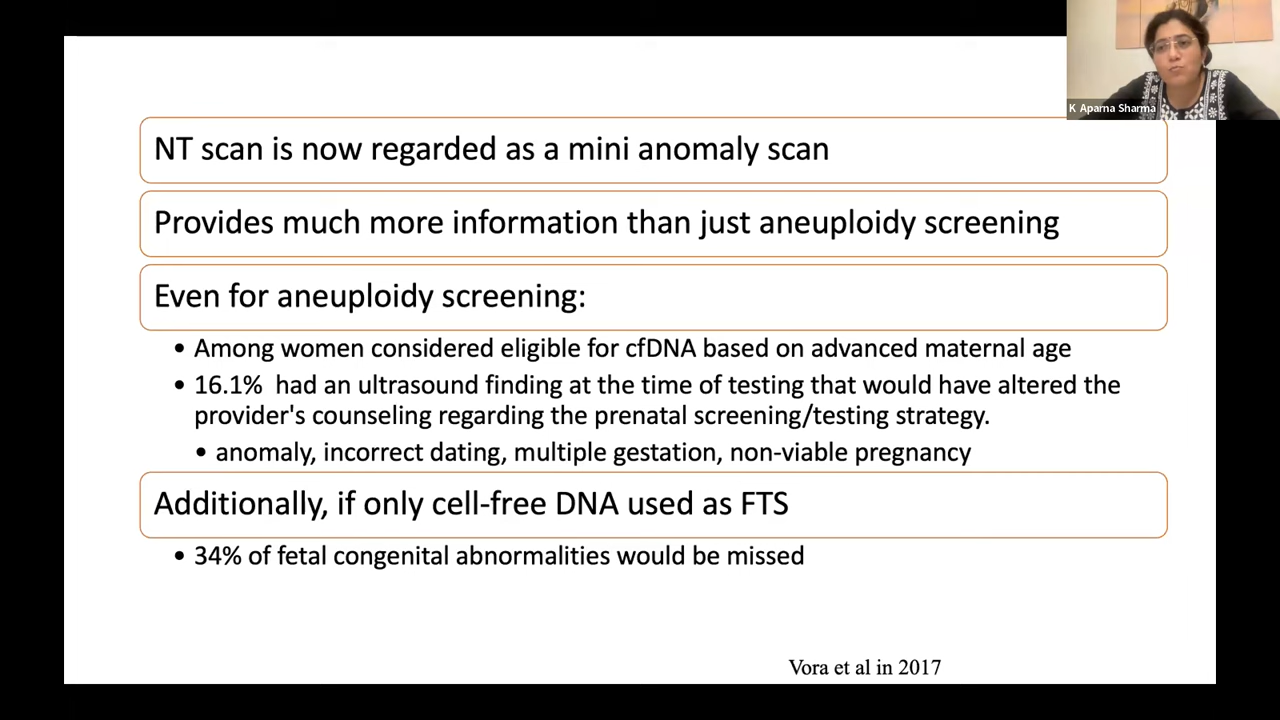 K Aparna Sharma
NT scan is now regarded as a mini anomaly scan
Provides much more information than just aneuploidy screening
Even for aneuploidy screening:
• Among women considered eligible for cfDNA based on advanced maternal age
• 16.1% had an ultrasound finding at the time of testing that would have altered the
provider's counseling regarding the prenatal screening/testing strategy.
• anomaly, incorrect dating, multiple gestation, non-viable pregnancy
Additionally, if only cell-free DNA used as FTS
• 34% of fetal congenital abnormalities would be missed
Vora et al in 2017